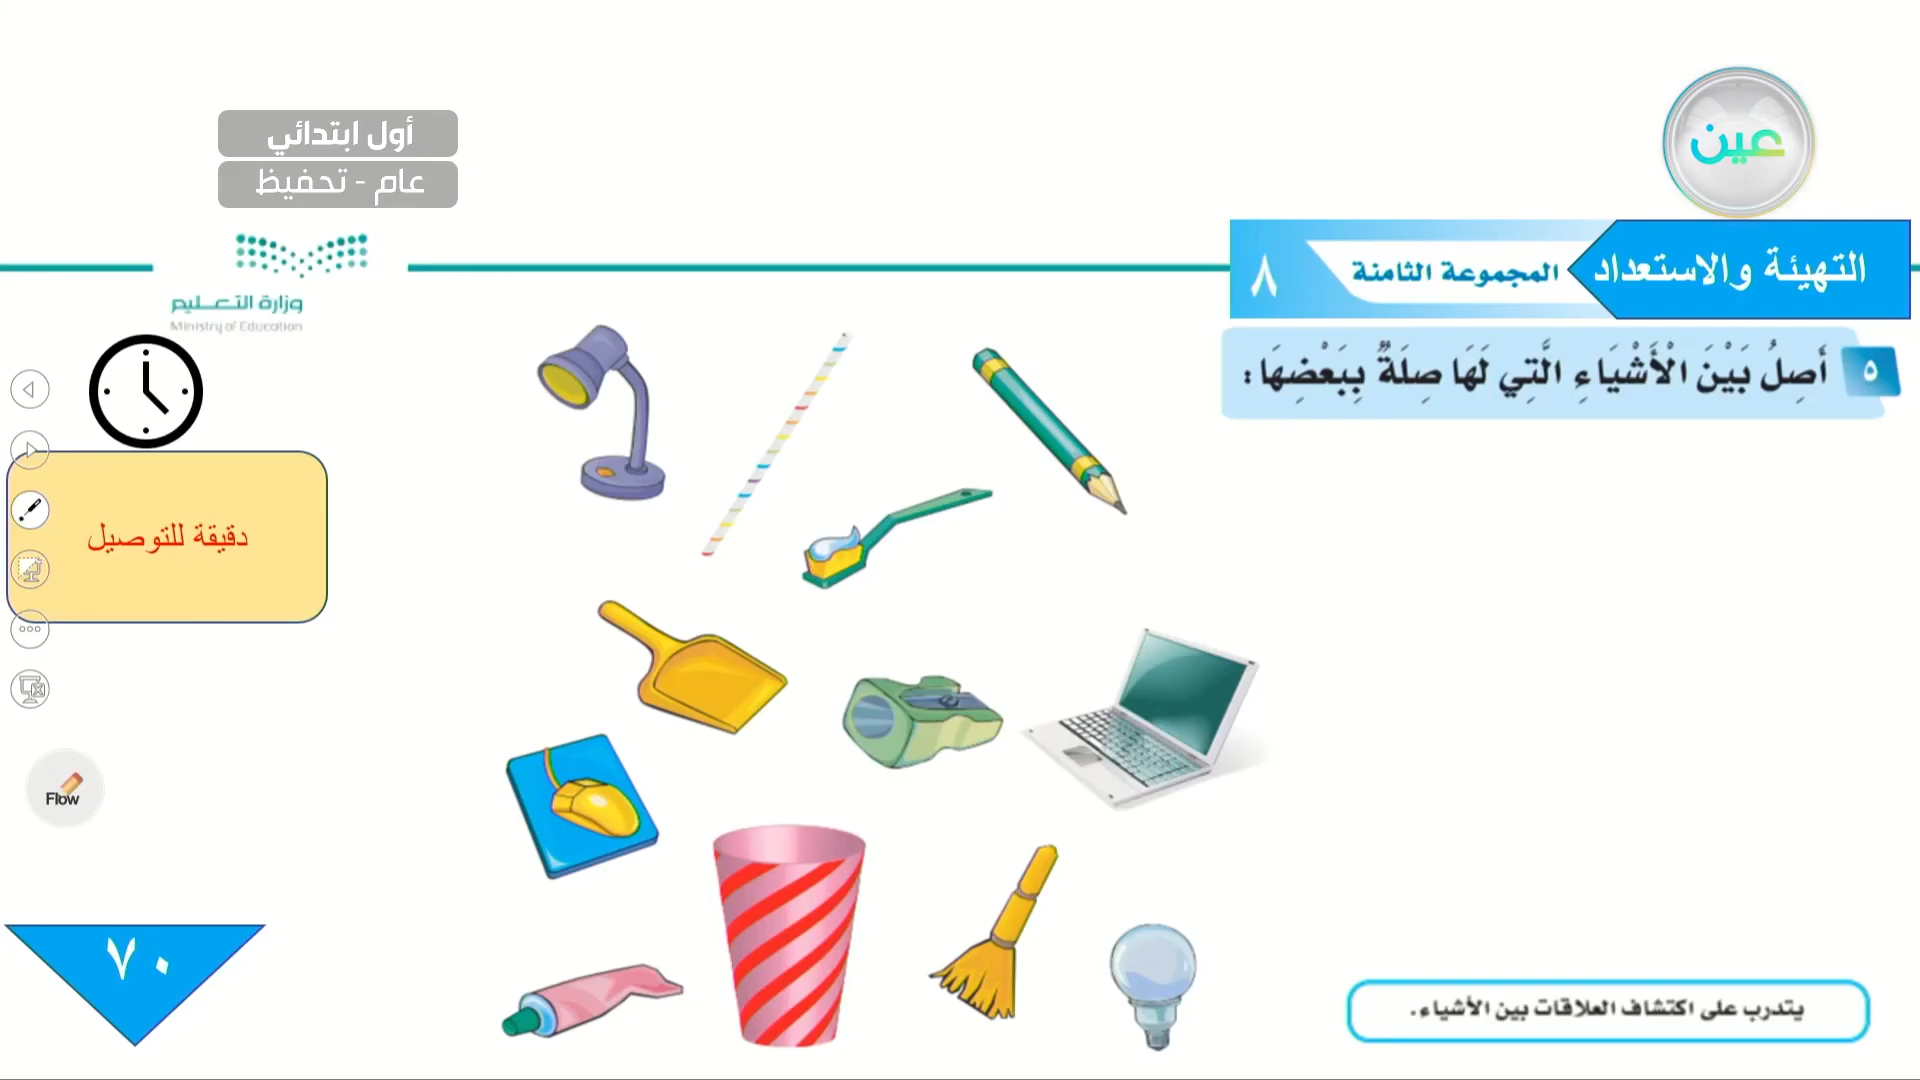 أول ابتدائي
عام - تحفيظ
عين
وزارة التعليم
Ministry of Education
التهيئة والاستعداد
المجموعة الثامنة
٨
٥
أَصِلُ بَيْنَ الْأَشْيَاءِ الَّتِي لَهَا صِلَةٌ بِبَعْضِهَا :
دقيقة للتوصيل
Flow
٧٠
يتدرب على اكتشاف العلاقات بين الأشياء.